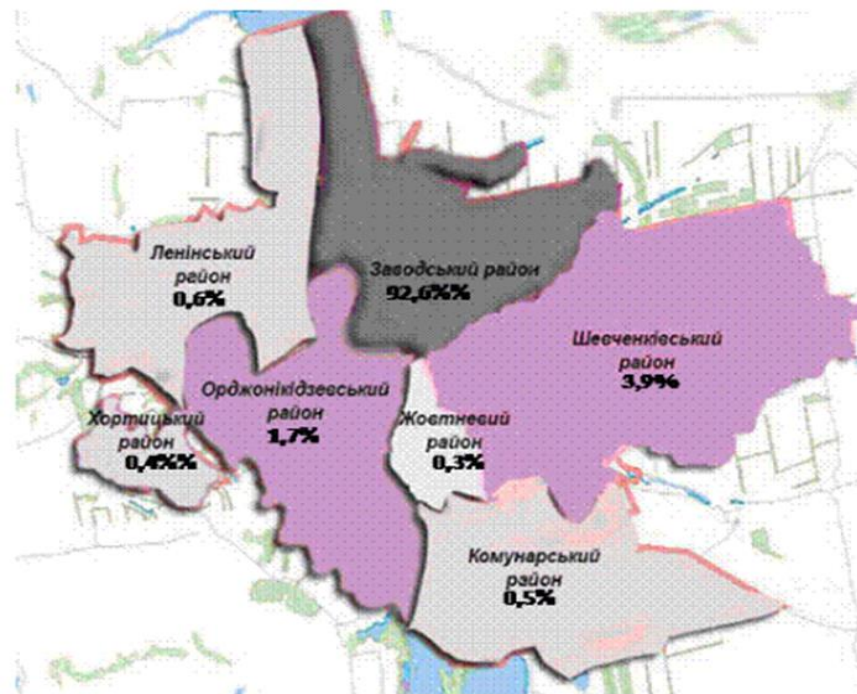 Ленінський
район
0,6%
Заводський район
92,6%%
Шевченківський
район
3,9%
Орджонікідзевський
район
1,7%
Жовтневий
район
0,3%
Хортицький
район
0,4%%
Комунарський
район
0,5%